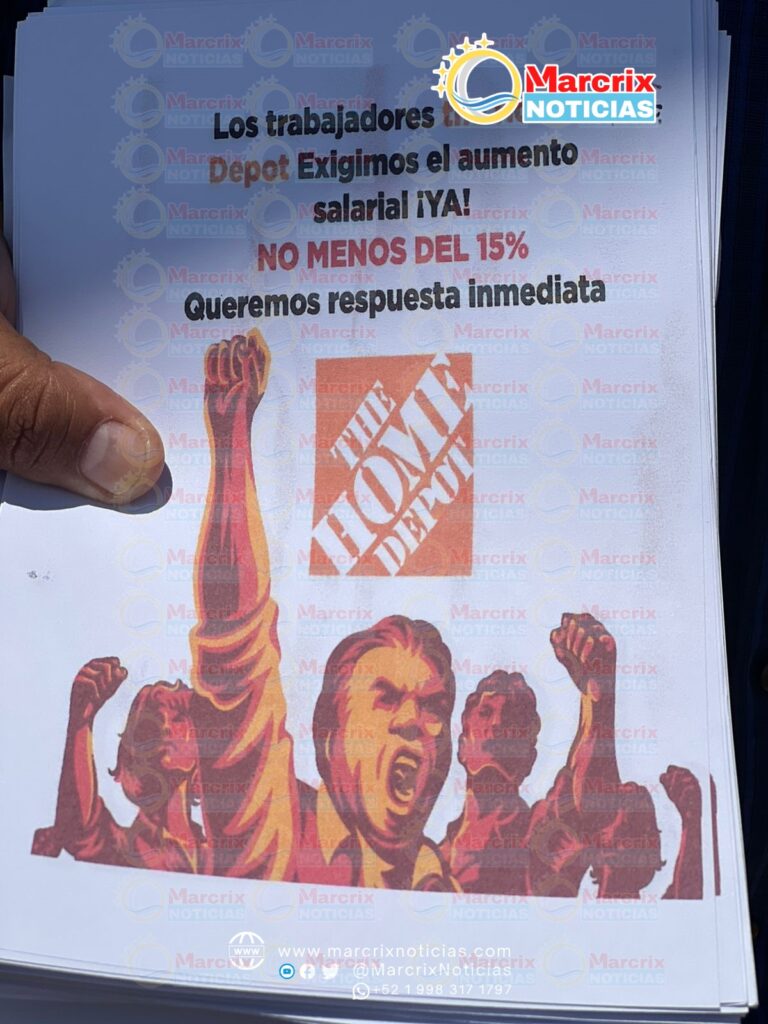 Marcrix
NOTICIAS
Los trabajadores
Depot Exigimos el aumento
salarial ¡YA!
NO MENOS DEL 15%
Queremos respuesta inmediata
THE
HOME
DEPOT
www.marcrixnoticias.com
@MarcrixNoticias
+52 1 998 317 1797